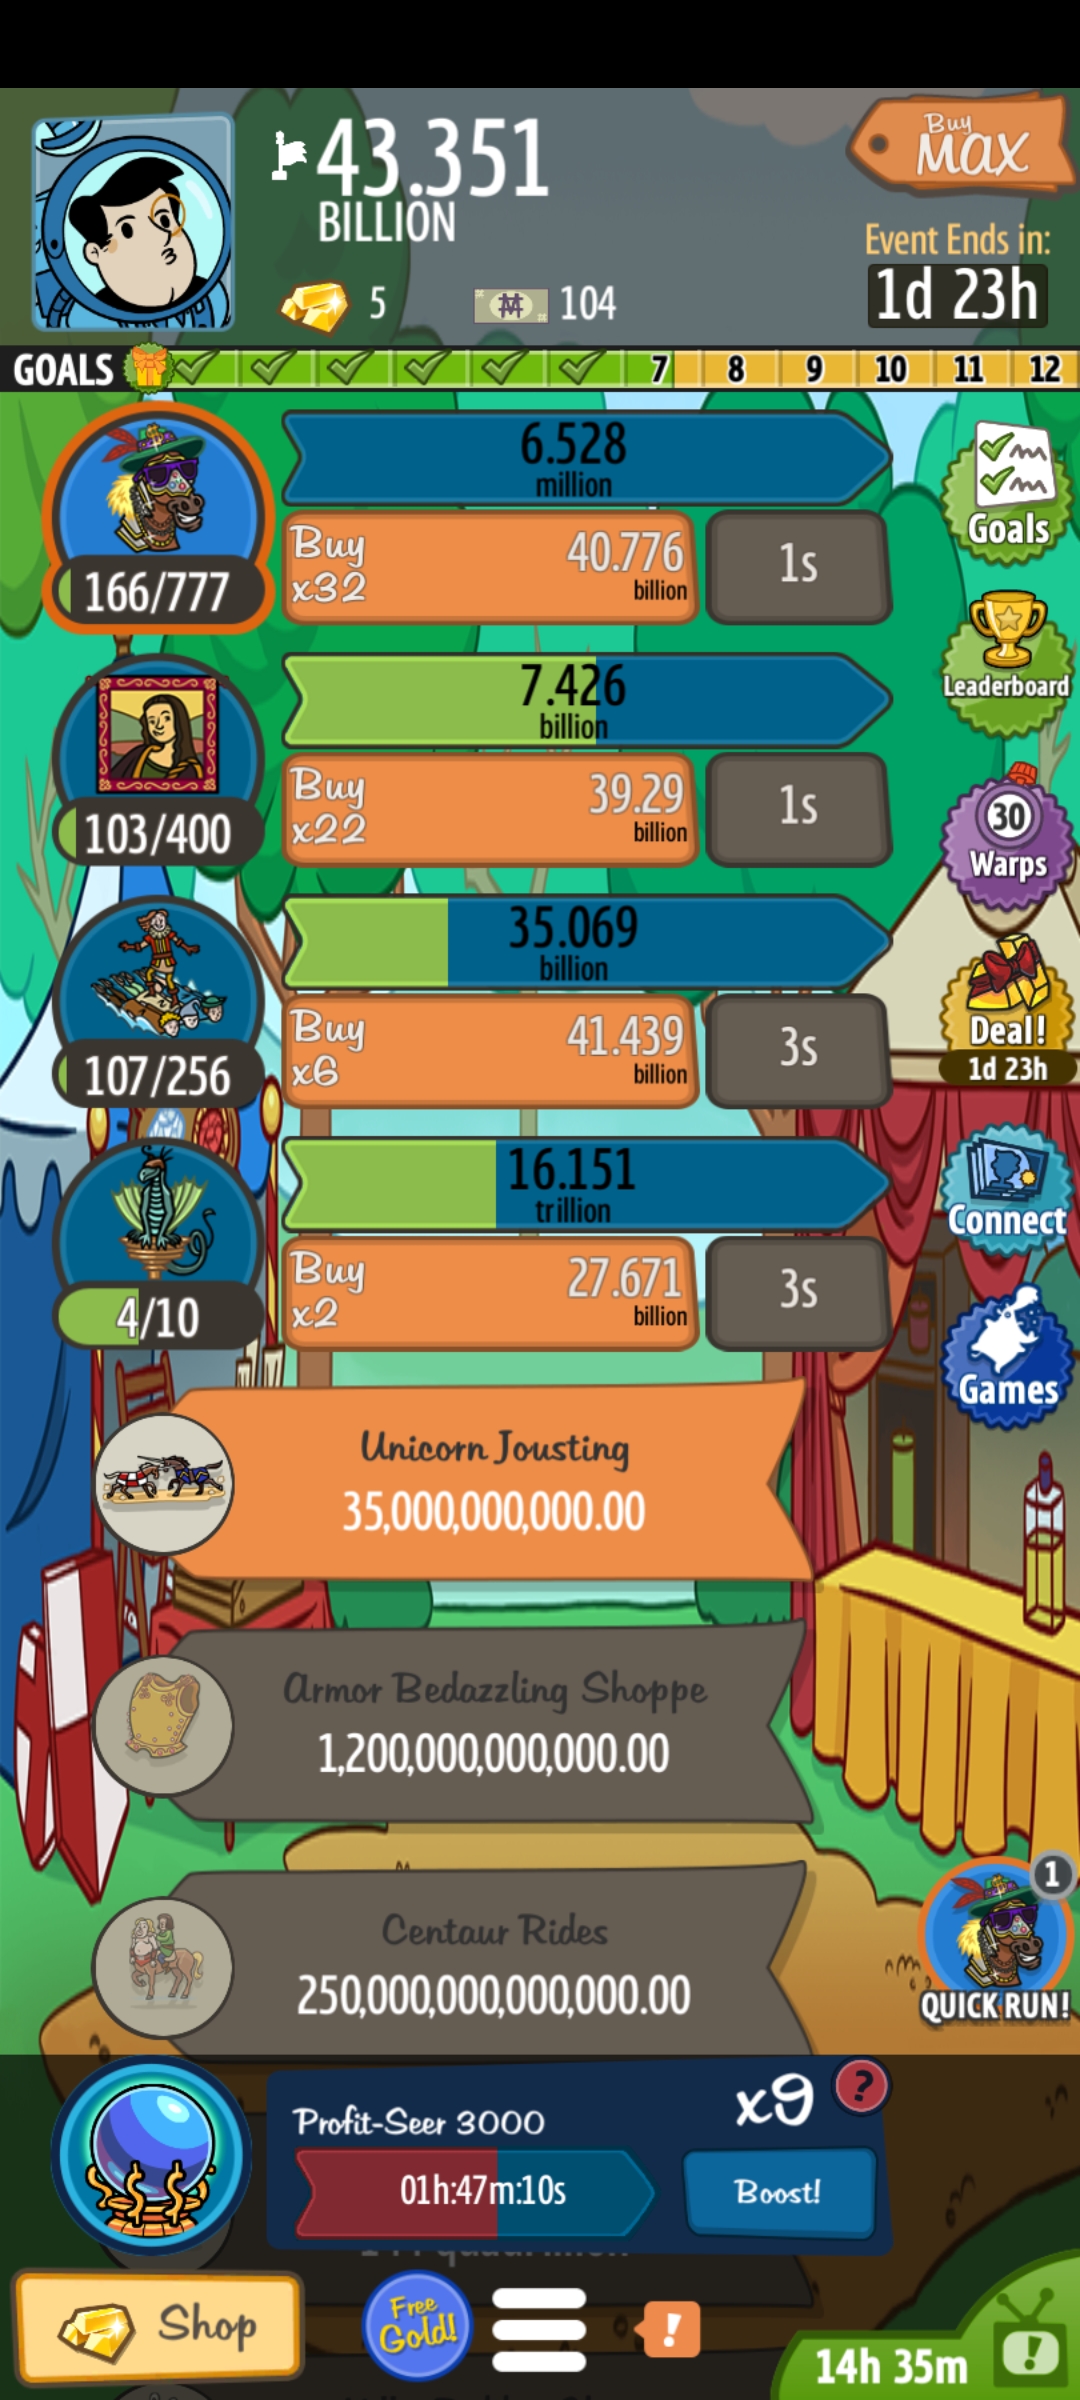 43.351
BILLION
Buy
MAX
Event Ends in:
1d 23h
5
104
GOALS
7
8
9
10
11
12
6.528
million
Buy
x32
40.776
billion
1s
166/777
Goals
7.426
billion
Buy
x22
39.29
billion
1s
103/400
Leaderboard
30
Warps
35.069
billion
Buy
x6
41.439
billion
3s
107/256
Deal!
1d 23h
16.151
trillion
Buy
x2
27.671
billion
3s
4/10
Connect
Games
Unicorn Jousting
35,000,000,000.00
Armor Bedazzling Shoppe
1,200,000,000,000.00
Centaur Rides
250,000,000,000,000.00
1
QUICK RUN!
Profit-Seer 3000
x9
?
01h:47m:10s
Boost!
Shop
Free
Gold!
!
14h 35m
!